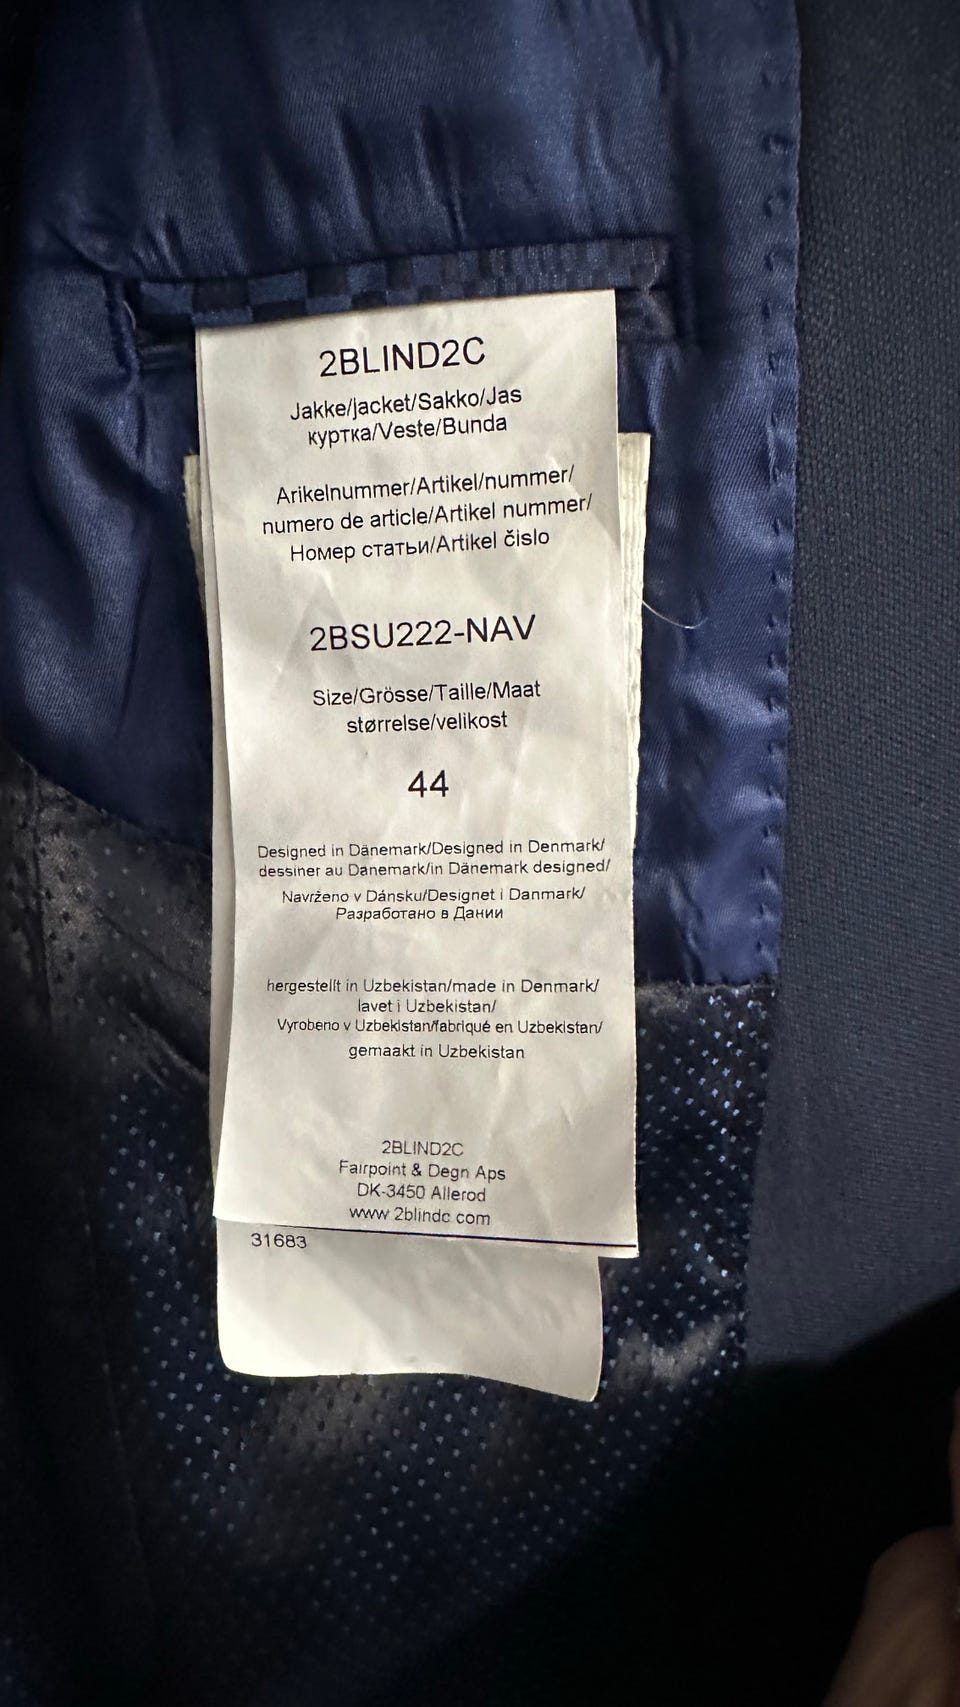 2BLIND2C
Jakke/jacket/Sakko/Jas
куртка/Veste/Bunda
Arikelnummer/Artikel/nummer/
numero de article/Artikel nummer/
Номер статьи/Artikel čislo
2BSU222-NAV
Size/Grösse/Taille/Maat
størrelse/velikost
44
Designed in Dänemark/Designed in Denmark/
dessiner au Danemark/in Dänemark designed/
Navrženo v Dánsku/Designet i Danmark/
Разработано в Дании
hergestellt in Uzbekistan/made in Denmark/
lavet i Uzbekistan/
Vyrobeno v Uzbekistan/fabriqué en Uzbekistan/
gemaakt in Uzbekistan
2BLIND2C
Fairpoint & Degn Aps
DK-3450 Allerod
www 2blindc com
31683